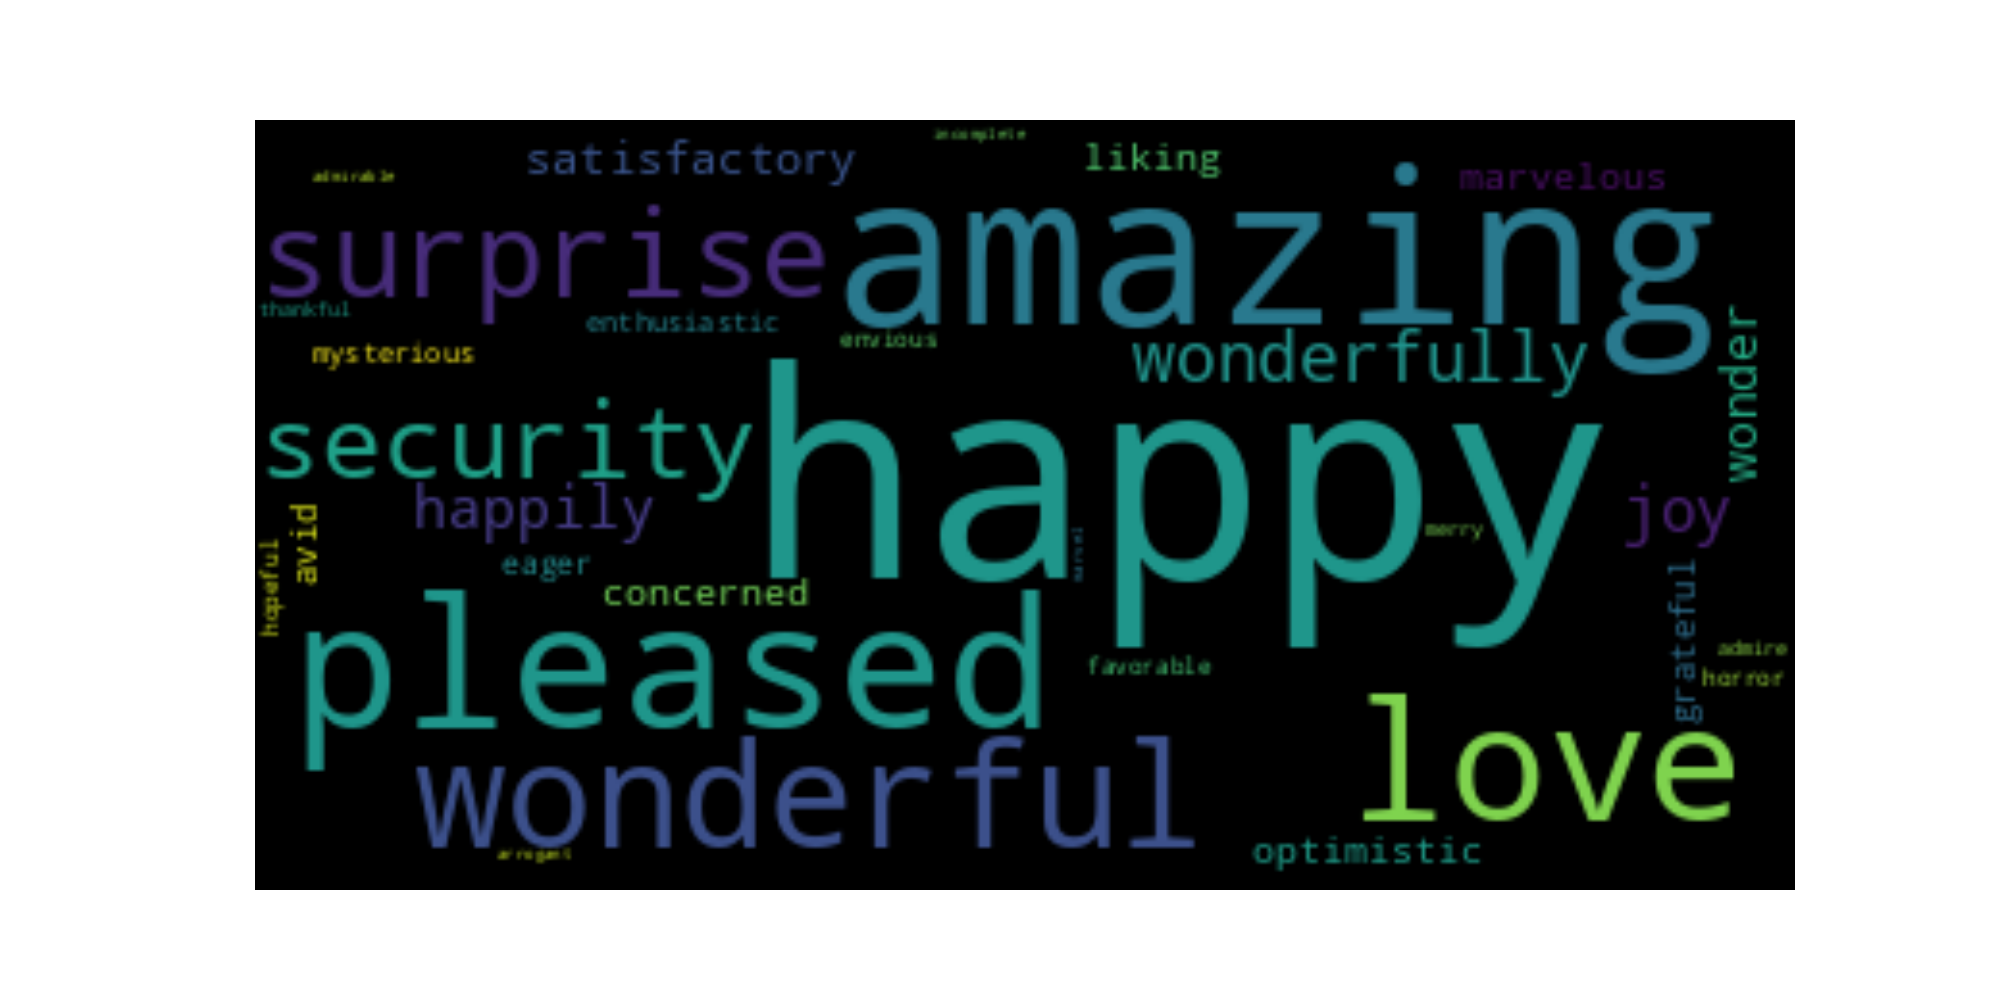 incomplete
admirable
satisfactory
liking
marvelous
surprise
amazing
thankful
enthusiastic
envious
mysterious
wonderfully
wonder
security
happy
happily
joy
avid
hopeful
eager
merry
marvel
concerned
pleased
favorable
grateful
admire
horror
love
wonderful
arrogant
optimistic